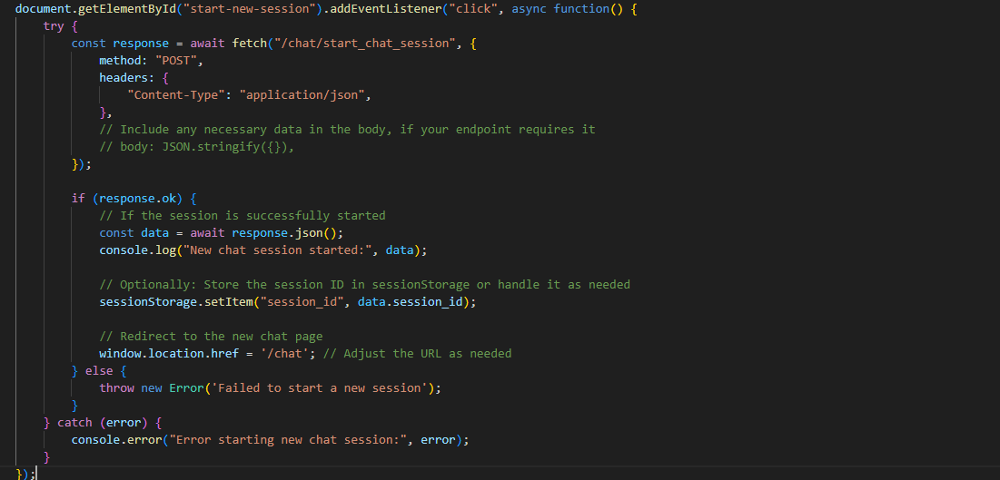 document.getElementById("start-new-session").addEventListener("click", async function() {
    try {
        const response = await fetch("/chat/start_chat_session", {
            method: "POST",
            headers: {
                "Content-Type": "application/json",
            },
            // Include any necessary data in the body, if your endpoint requires it
            // body: JSON.stringify({}),
        });

        if (response.ok) {
            // If the session is successfully started
            const data = await response.json();
            console.log("New chat session started:", data);

            // Optionally: Store the session ID in sessionStorage or handle it as needed
            sessionStorage.setItem("session_id", data.session_id);

            // Redirect to the new chat page
            window.location.href = '/chat'; // Adjust the URL as needed
        } else {
            throw new Error('Failed to start a new session');
        }
    } catch (error) {
        console.error("Error starting new chat session:", error);
    }
});